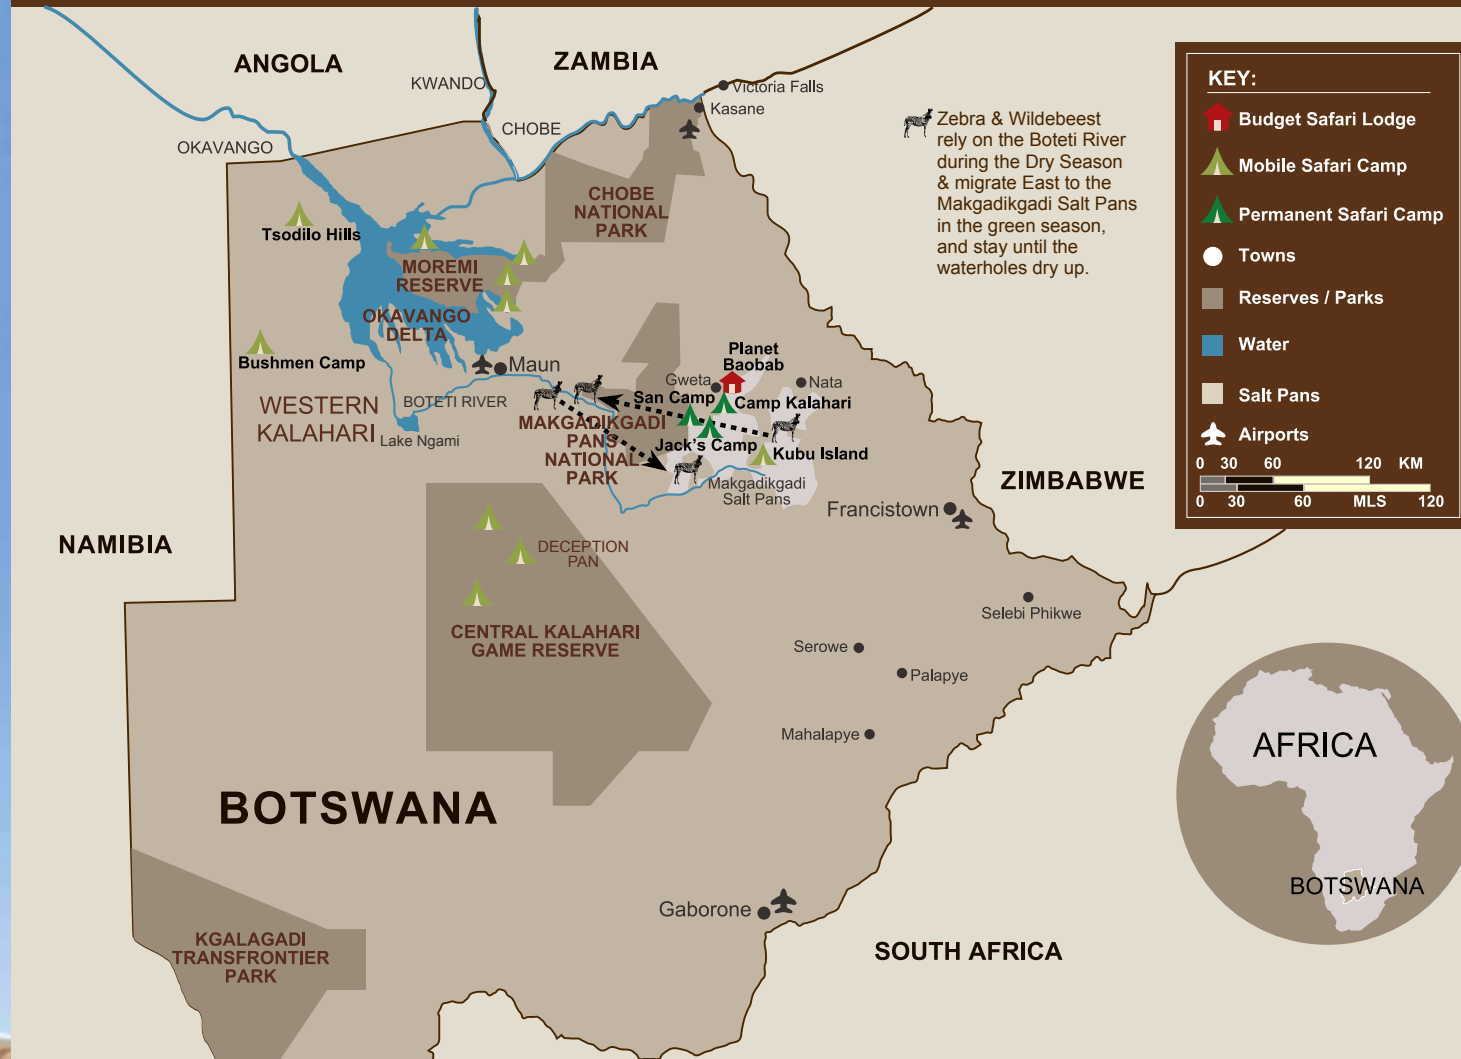 ANGOLA
ZAMBIA
KWANDO
Victoria Falls
Kasane
CHOBE
OKAVANGO
Zebra & Wildebeest
rely on the Boteti River
during the Dry Season
& migrate East to the
Makgadikgadi Salt Pans
in the green season,
and stay until the
waterholes dry up.
KEY:
Budget Safari Lodge
Mobile Safari Camp
Permanent Safari Camp
Towns
Reserves / Parks
Water
Salt Pans
Airports
0 30 60 120 KM
0 30 60 MLS 120
CHOBE
NATIONAL
PARK
Tsodilo Hills
MOREMI
RESERVE
OKAVANGO
DELTA
Bushmen Camp
Maun
Planet
Baobab
Gweta
Nata
San Camp
Camp Kalahari
WESTERN
KALAHARI
BOTETI RIVER
Lake Ngami
MAKGADIKGADI
PANS
NATIONAL
PARK
Jack's Camp
Kubu Island
Makgadikgadi
Salt Pans
ZIMBABWE
Francistown
NAMIBIA
DECEPTION
PAN
Selebi Phikwe
CENTRAL KALAHARI
GAME RESERVE
Serowe
Palapye
Mahalapye
BOTSWANA
AFRICA
BOTSWANA
Gaborone
SOUTH AFRICA
KGALAGADI
TRANSFRONTIER
PARK